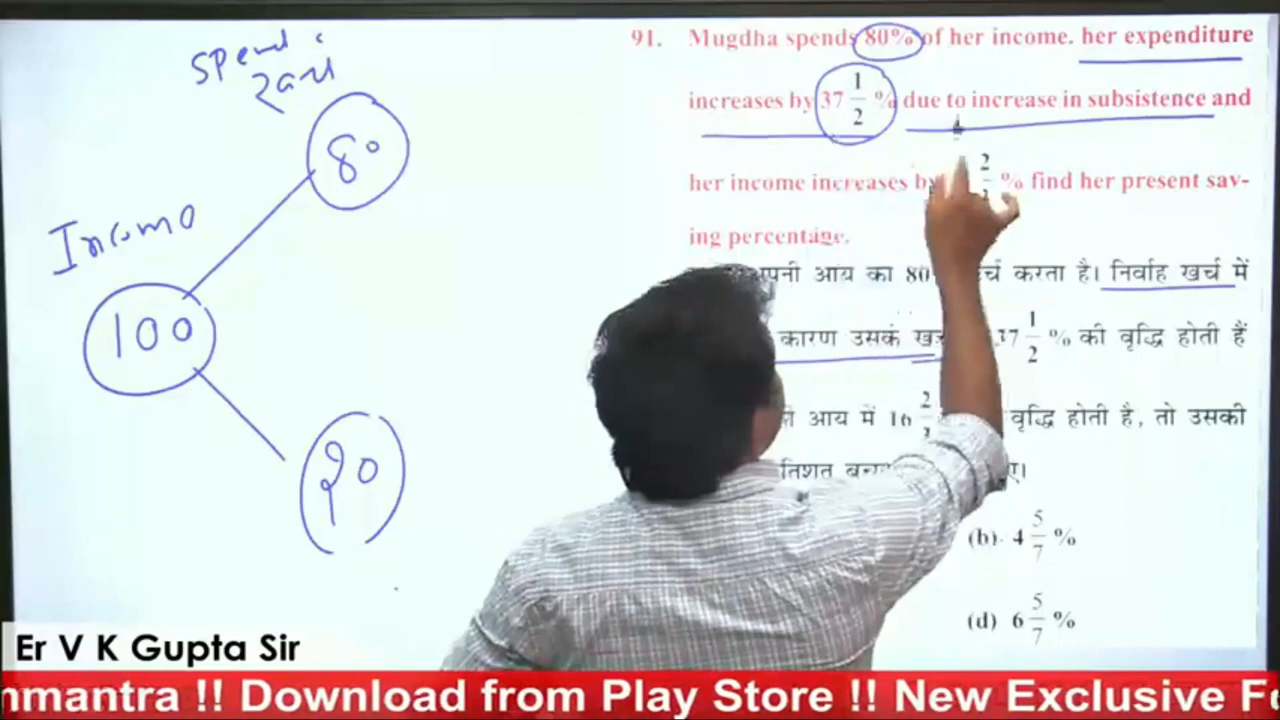 spend
खर्च
80
Income
100
20
91. Mugdha spends 80% of her income. her expenditure
increases by 37 1/2 % due to increase in subsistence and
her income increases 2 % find her present sav-
ing percentage.
आय का 80 करता है। निर्वाह खर्च में
कारण उसके 37 1/2 % की वृद्धि होती हैं
आय में 16 2 वृद्धि होती है, तो उसकी
(b) 4 5/7 %
(d) 6 5/7 %
Er V K Gupta Sir
!! Download from Play Store !! New Exclusive